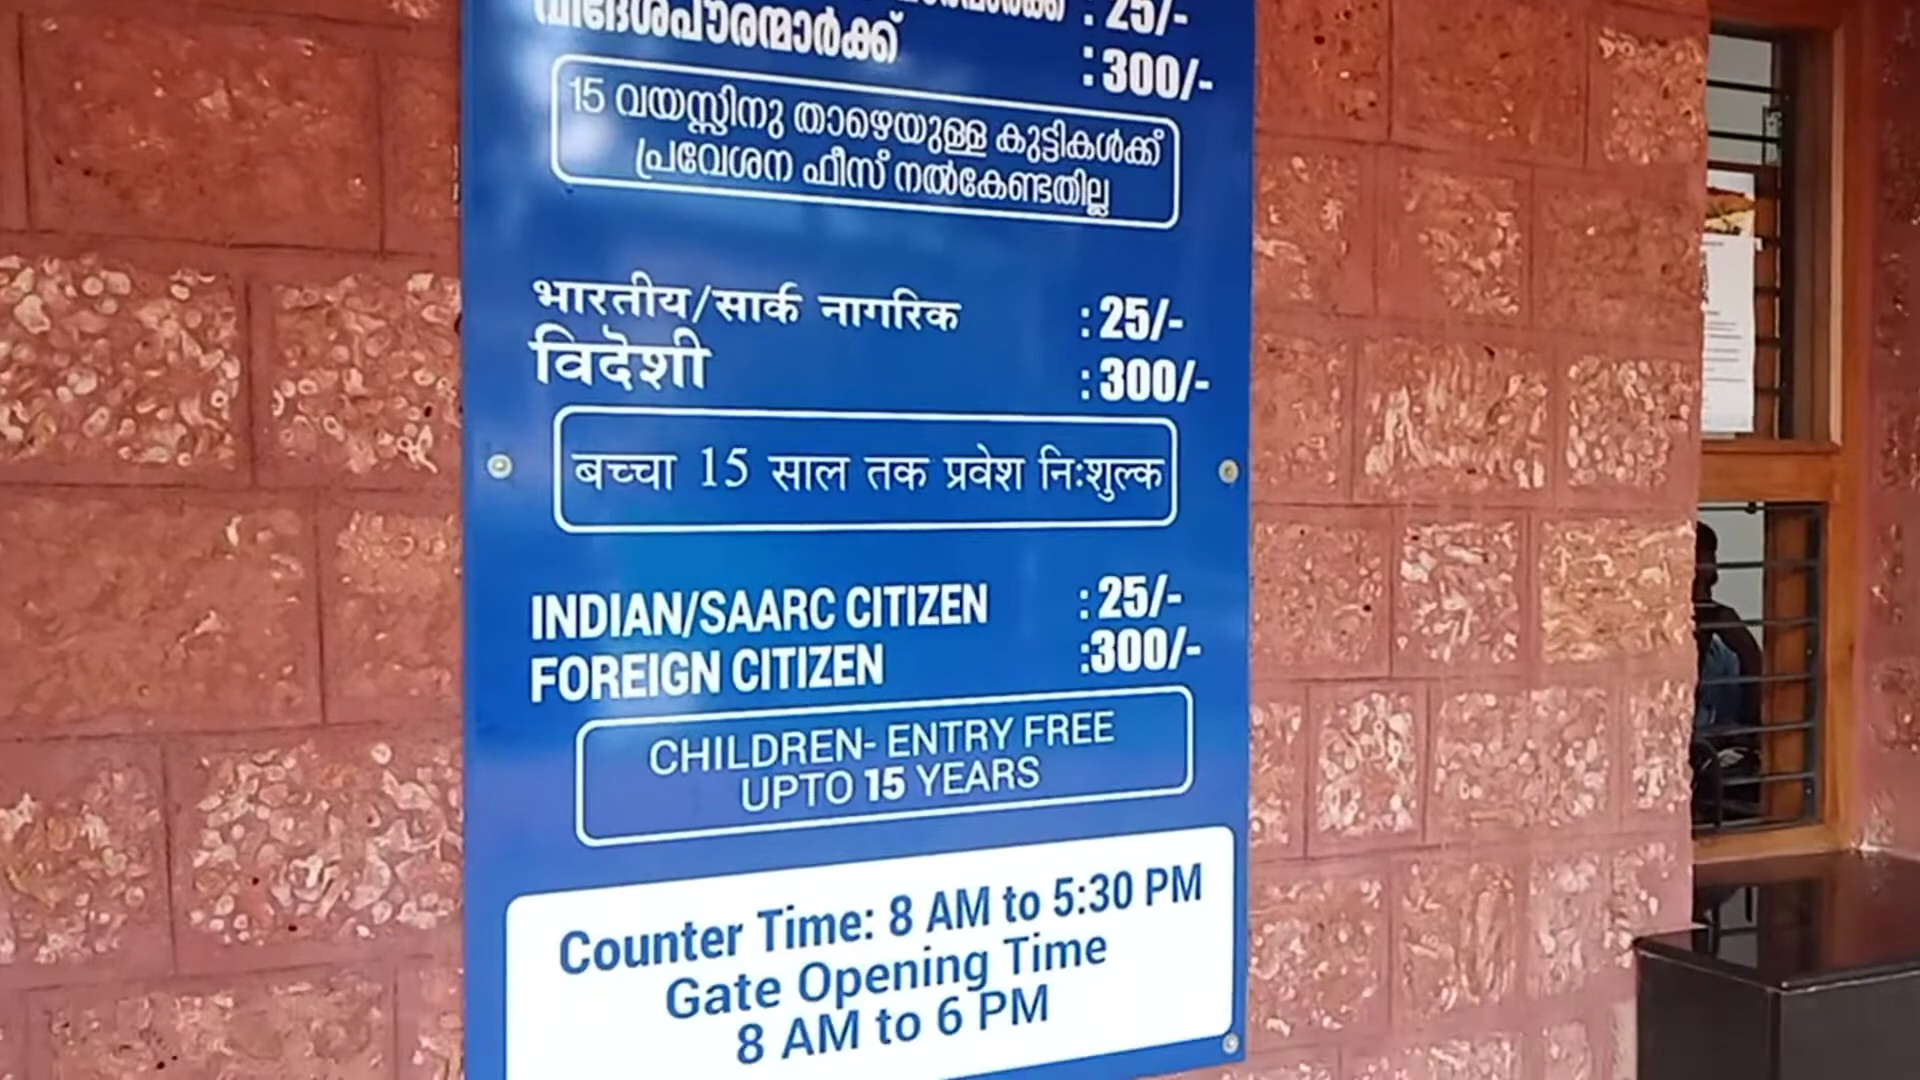 : 25/-
വിദേശപൗരന്മാർക്ക് : 300/-
15 വയസ്സിനു താഴെയുള്ള കുട്ടികൾക്ക്
പ്രവേശന ഫീസ് നൽകേണ്ടതില്ല
भारतीय/सार्क नागरिक : 25/-
विदॆशी : 300/-
बच्चा 15 साल तक प्रवेश नि:शुल्क
INDIAN/SAARC CITIZEN : 25/-
FOREIGN CITIZEN :300/-
CHILDREN- ENTRY FREE
UPTO 15 YEARS
Counter Time: 8 AM to 5:30 PM
Gate Opening Time
8 AM to 6 PM